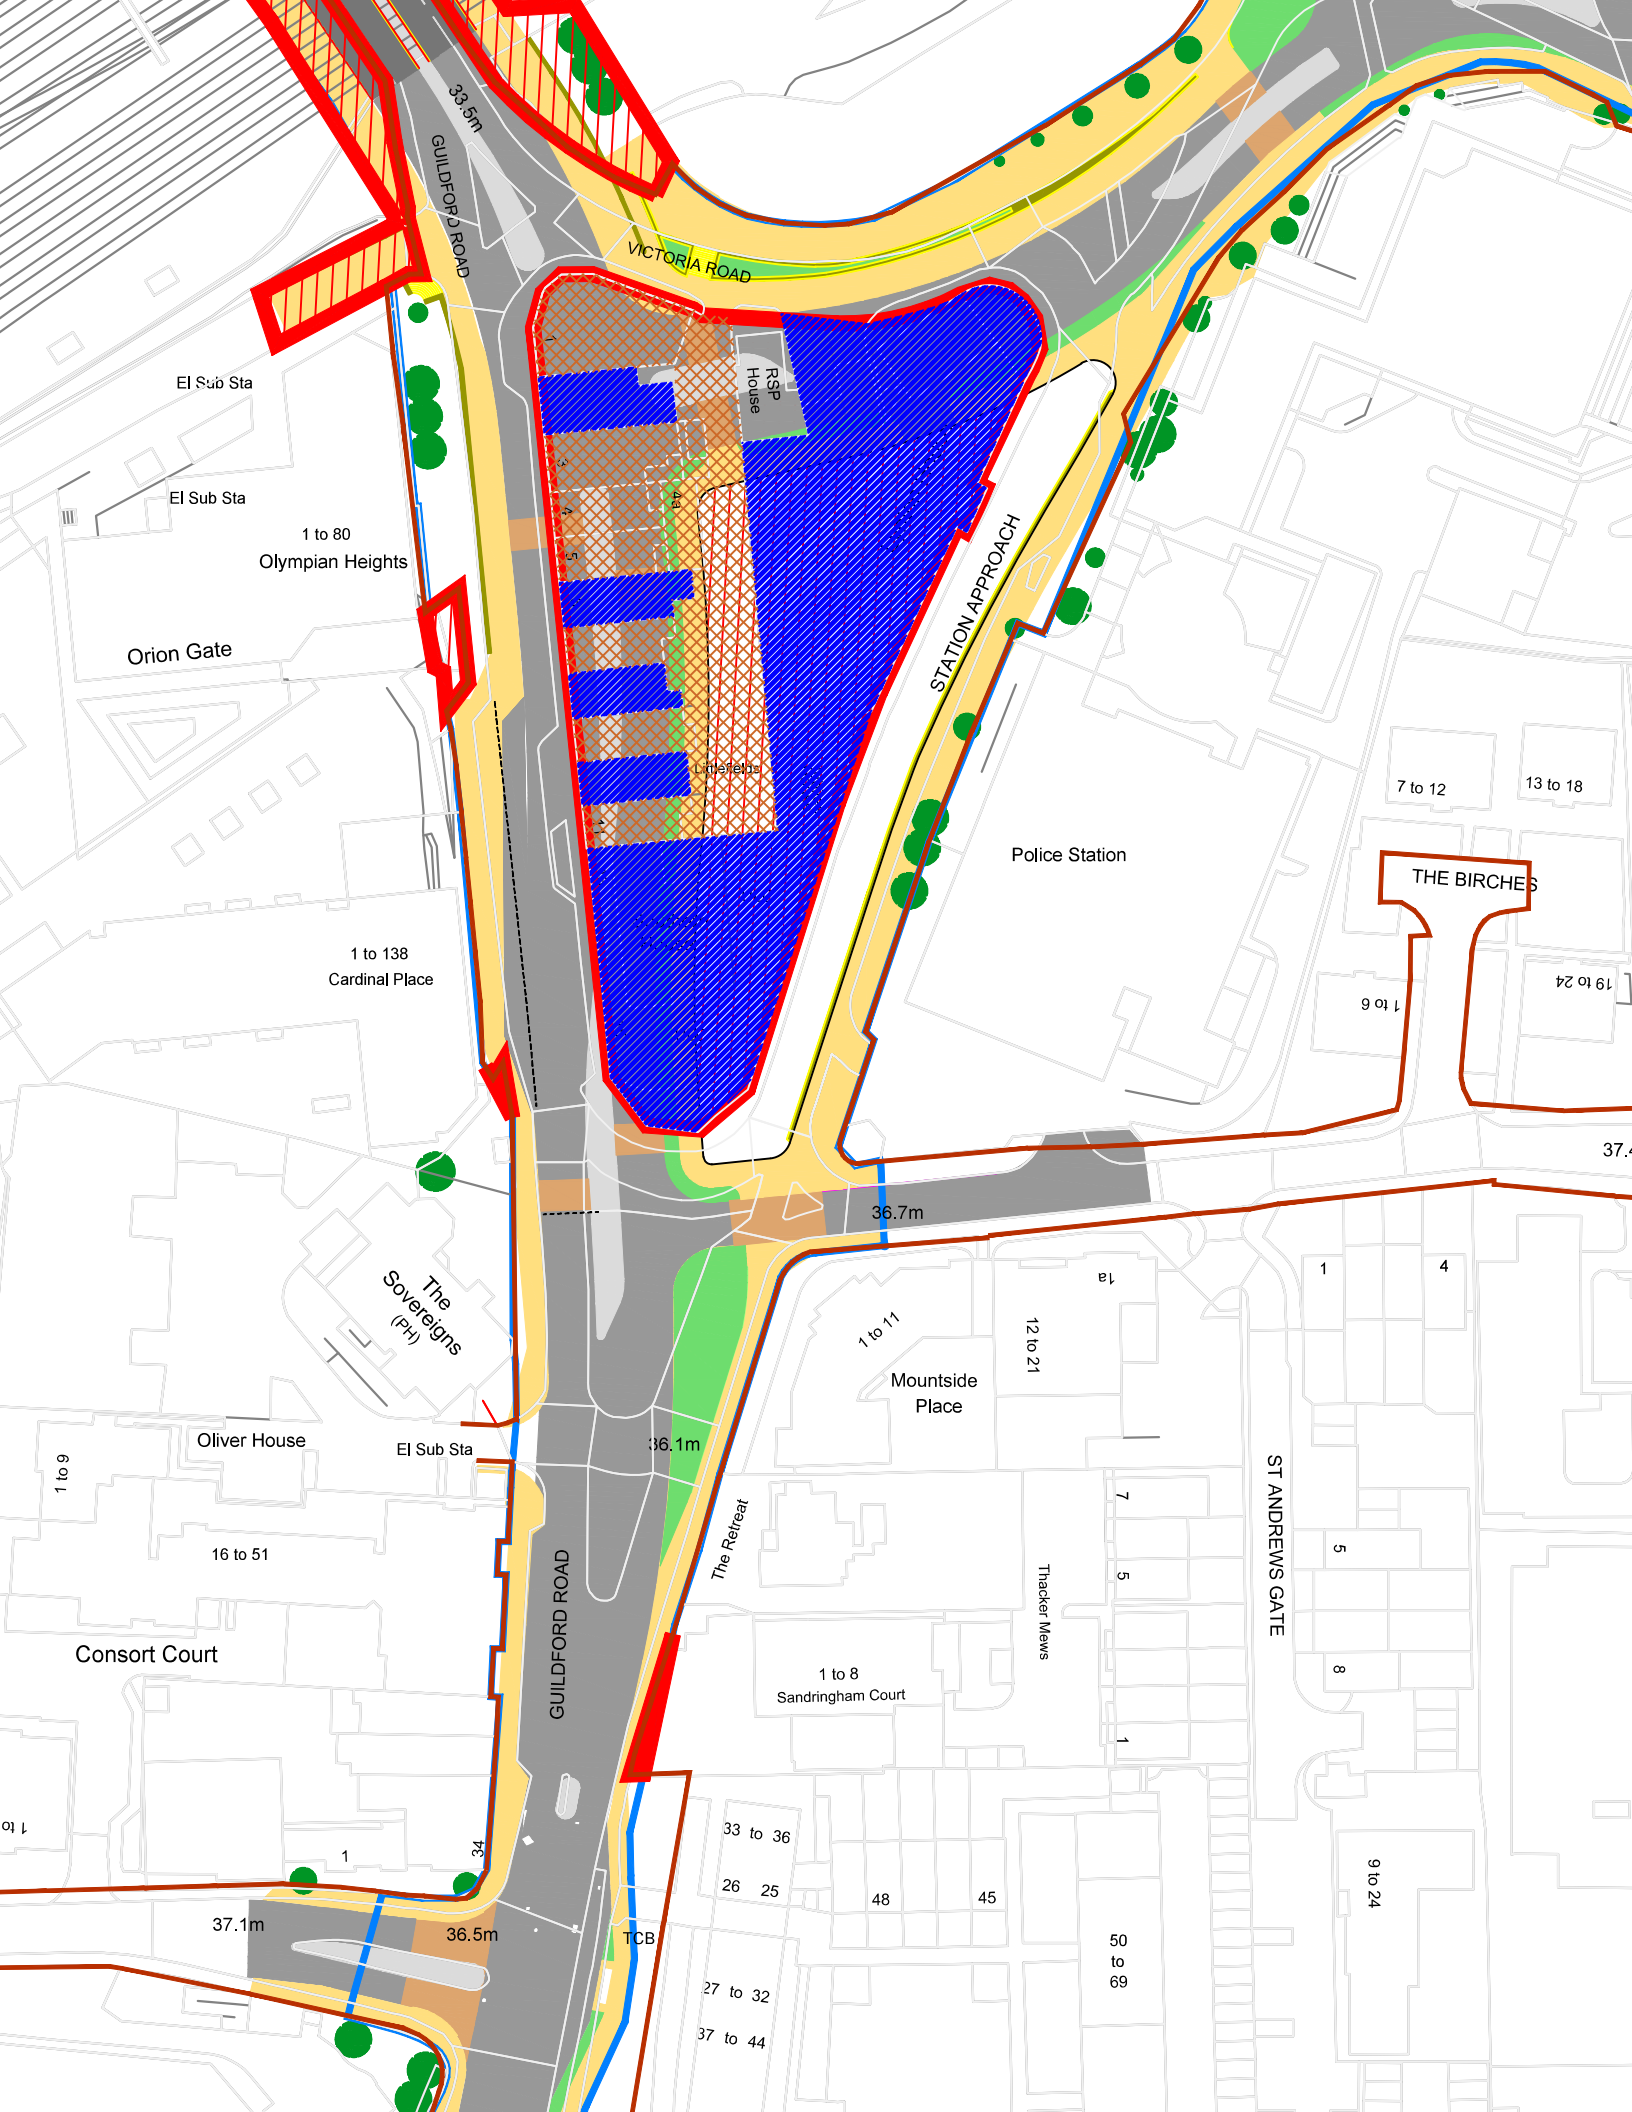 33.5m
GUILDFORD ROAD
VICTORIA ROAD
7
RSP
House
El Sub Sta
3
4
4a
5
El Sub Sta
1 to 80
Olympian Heights
STATION APPROACH
Orion Gate
Littlefields
11
7 to 12
13 to 18
Police Station
THE BIRCHES
1 to 138
Cardinal Place
1 to 6
19 to 24
36.7m
The
Sovereigns
(PH)
1a
1
4
1 to 11
12 to 21
Mountside
Place
Oliver House
El Sub Sta
36.1m
1 to 9
The Retreat
7
ST ANDREWS GATE
16 to 51
GUILDFORD ROAD
5
5
Thacker Mews
Consort Court
1 to 8
Sandringham Court
8
1
33 to 36
34
1
26
25
48
45
9 to 24
37.1m
36.5m
TCB
50
to
69
27 to 32
37 to 44